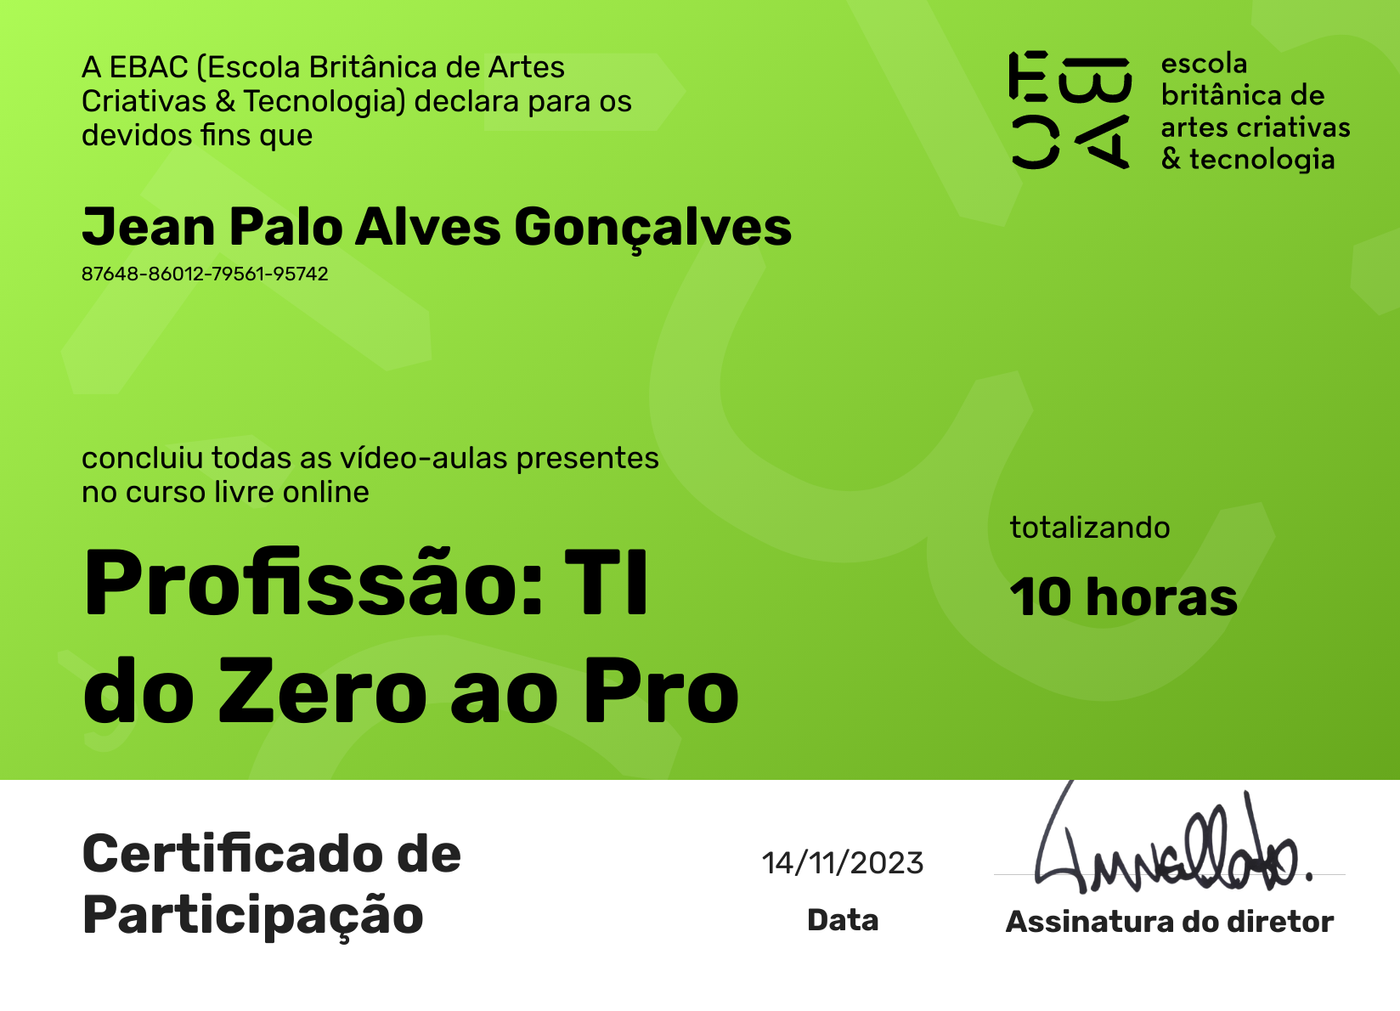 A EBAC (Escola Britânica de Artes
Criativas & Tecnologia) declara para os
devidos fins que
EBAC
escola
britânica de
artes criativas
& tecnologia
Jean Palo Alves Gonçalves
87648-86012-79561-95742
concluiu todas as vídeo-aulas presentes
no curso livre online
Profissão: TI
do Zero ao Pro
totalizando
10 horas
Certificado de
Participação
14/11/2023
Data
Assinatura do diretor